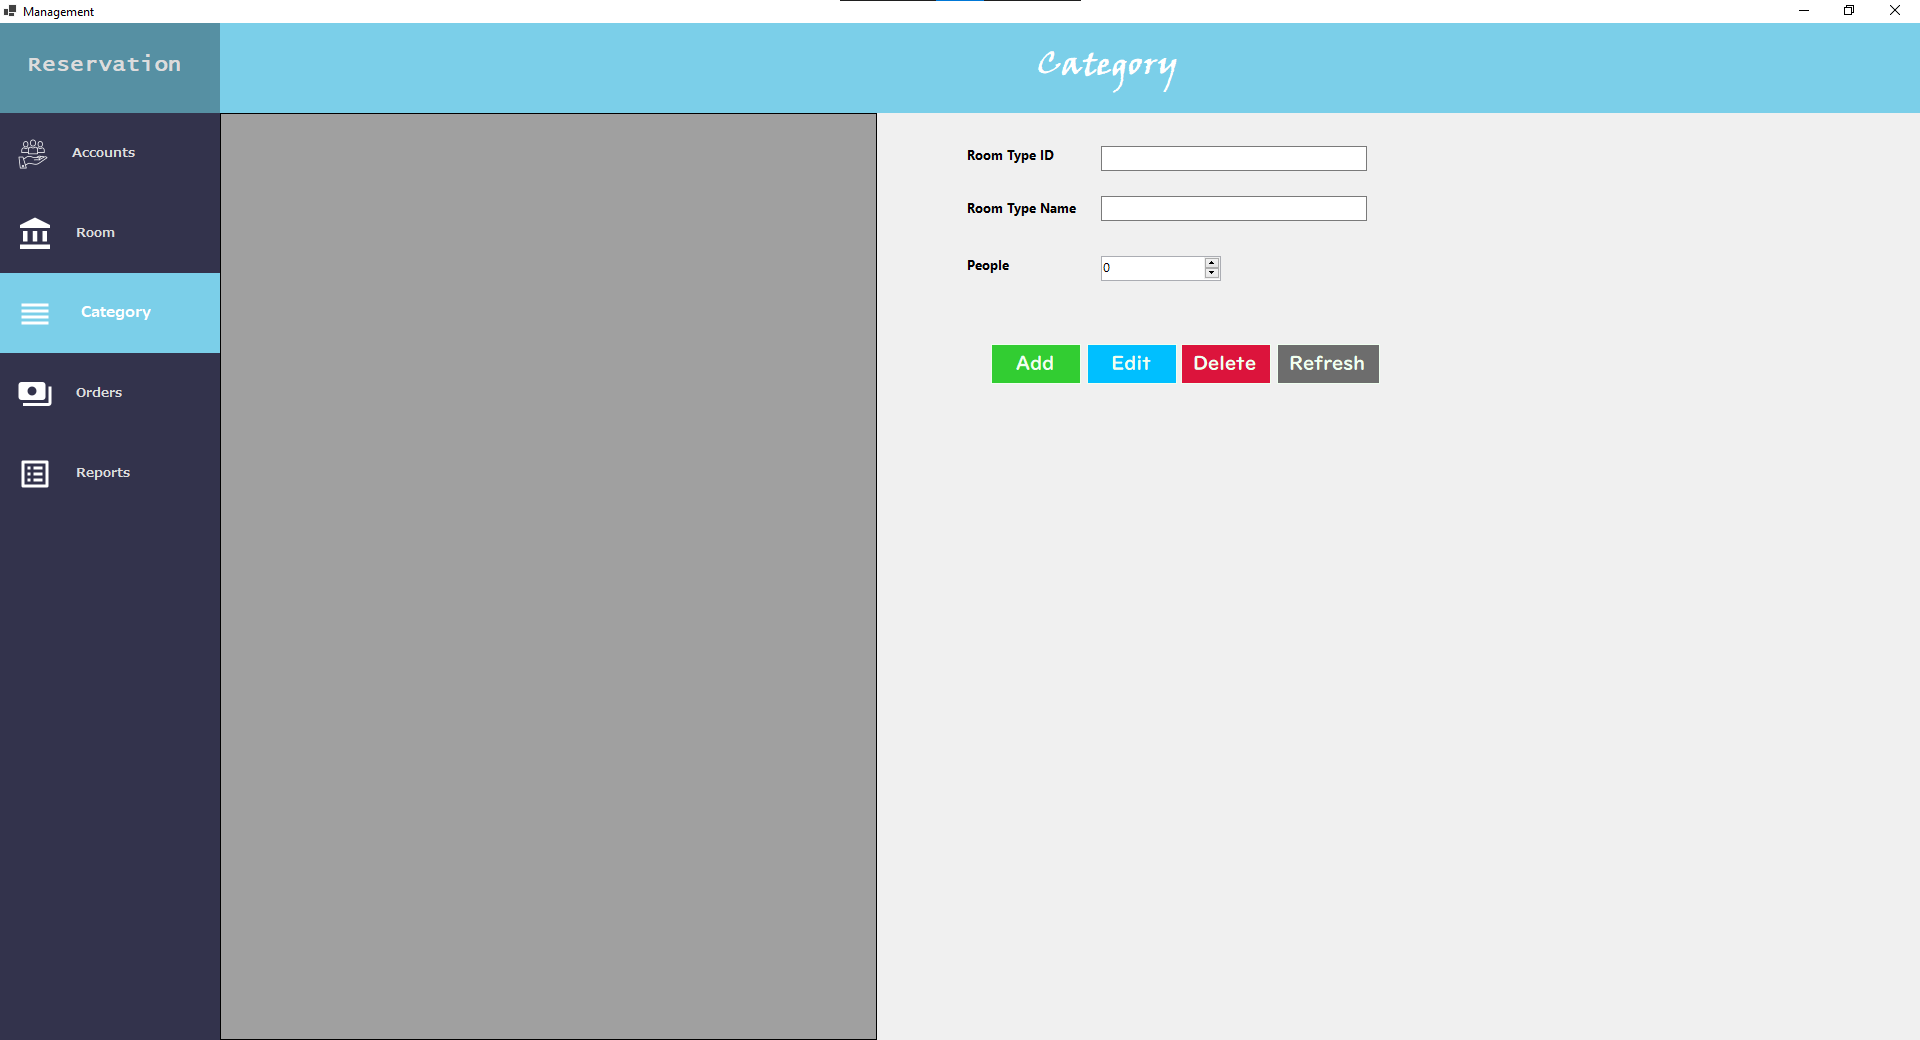 Management
Reservation
Category
Accounts
Room
Category
Orders
Reports
Room Type ID
Room Type Name
People
0
Add
Edit
Delete
Refresh